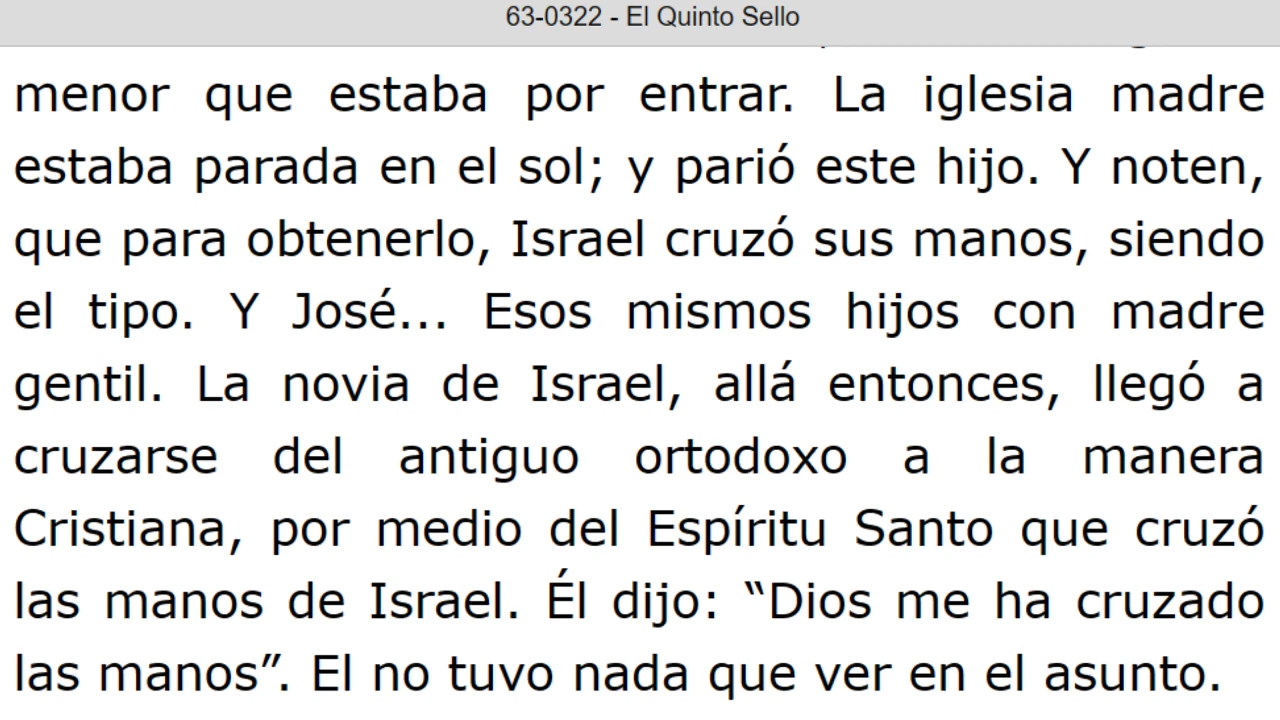 63-0322 - El Quinto Sello
menor que estaba por entrar. La iglesia madre
estaba parada en el sol; y parió este hijo. Y noten,
que para obtenerlo, Israel cruzó sus manos, siendo
el tipo. Y José... Esos mismos hijos con madre
gentil. La novia de Israel, allá entonces, llegó a
cruzarse del antiguo ortodoxo a la manera
Cristiana, por medio del Espíritu Santo que cruzó
las manos de Israel. Él dijo: “Dios me ha cruzado
las manos”. El no tuvo nada que ver en el asunto.